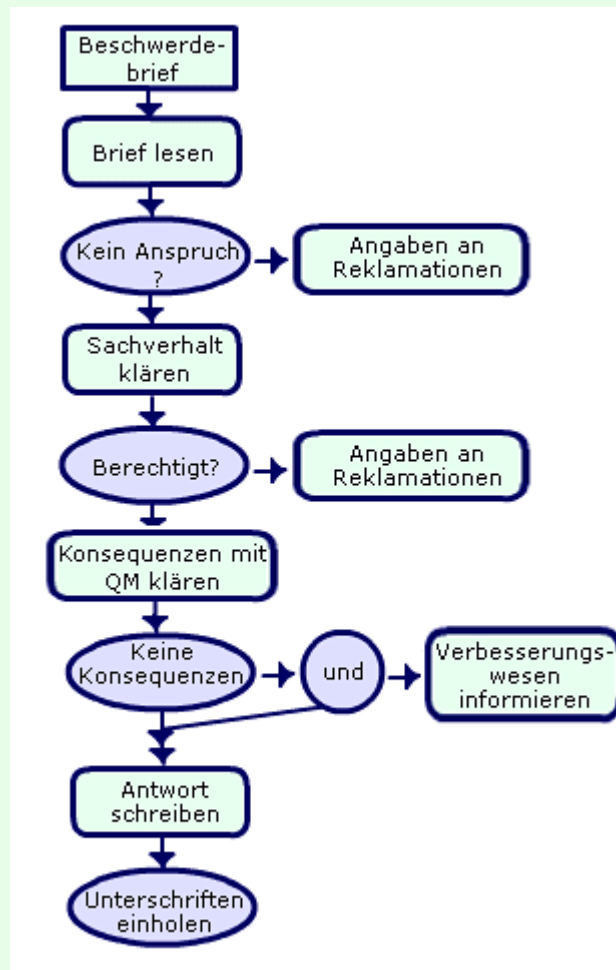 Beschwerde-
brief
Brief lesen
Kein Anspruch
?
Angaben an
Reklamationen
Sachverhalt
klären
Berechtigt?
Angaben an
Reklamationen
Konsequenzen mit
QM klären
Keine
Konsequenzen
und
Verbesserungs-
wesen
informieren
Antwort
schreiben
Unterschriften
einholen